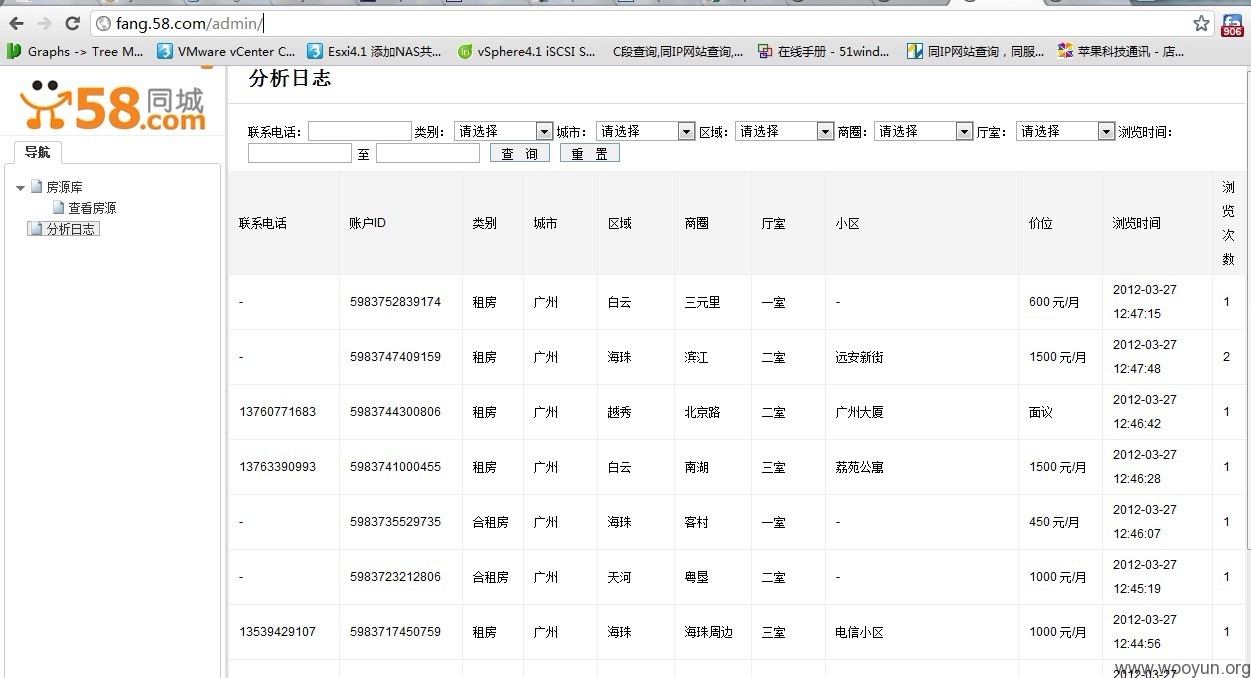 fang.58.com/admin/
906
Graphs -> Tree M... VMware vCenter C... Esxi4.1 添加NAS共... vSphere4.1 iSCSI S... C段查询,同IP网站查询,... 在线手册 - 51wind... 同IP网站查询，同服... 苹果科技通讯 - 店...
58同城
.com
导航
房源库
查看房源
分析日志
分析日志
联系电话： 类别： 请选择 城市： 请选择 区域： 请选择 商圈： 请选择 厅室： 请选择 浏览时间：
至 查 询 重 置
联系电话 账户ID 类别 城市 区域 商圈 厅室 小区 价位 浏览时间 浏览次数
- 5983752839174 租房 广州 白云 三元里 一室 - 600 元/月 2012-03-27 12:47:15 1
- 5983747409159 租房 广州 海珠 滨江 二室 远安新街 1500 元/月 2012-03-27 12:47:48 2
13760771683 5983744300806 租房 广州 越秀 北京路 二室 广州大厦 面议 2012-03-27 12:46:42 1
13763390993 5983741000455 租房 广州 白云 南湖 三室 荔苑公寓 1500 元/月 2012-03-27 12:46:28 1
- 5983735529735 合租房 广州 海珠 客村 一室 - 450 元/月 2012-03-27 12:46:07 1
- 5983723212806 合租房 广州 天河 粤垦 二室 - 1000 元/月 2012-03-27 12:45:19 1
13539429107 5983717450759 租房 广州 海珠 海珠周边 三室 电信小区 1000 元/月 2012-03-27 12:44:56 1
2012-03-27
www.wooyun.org